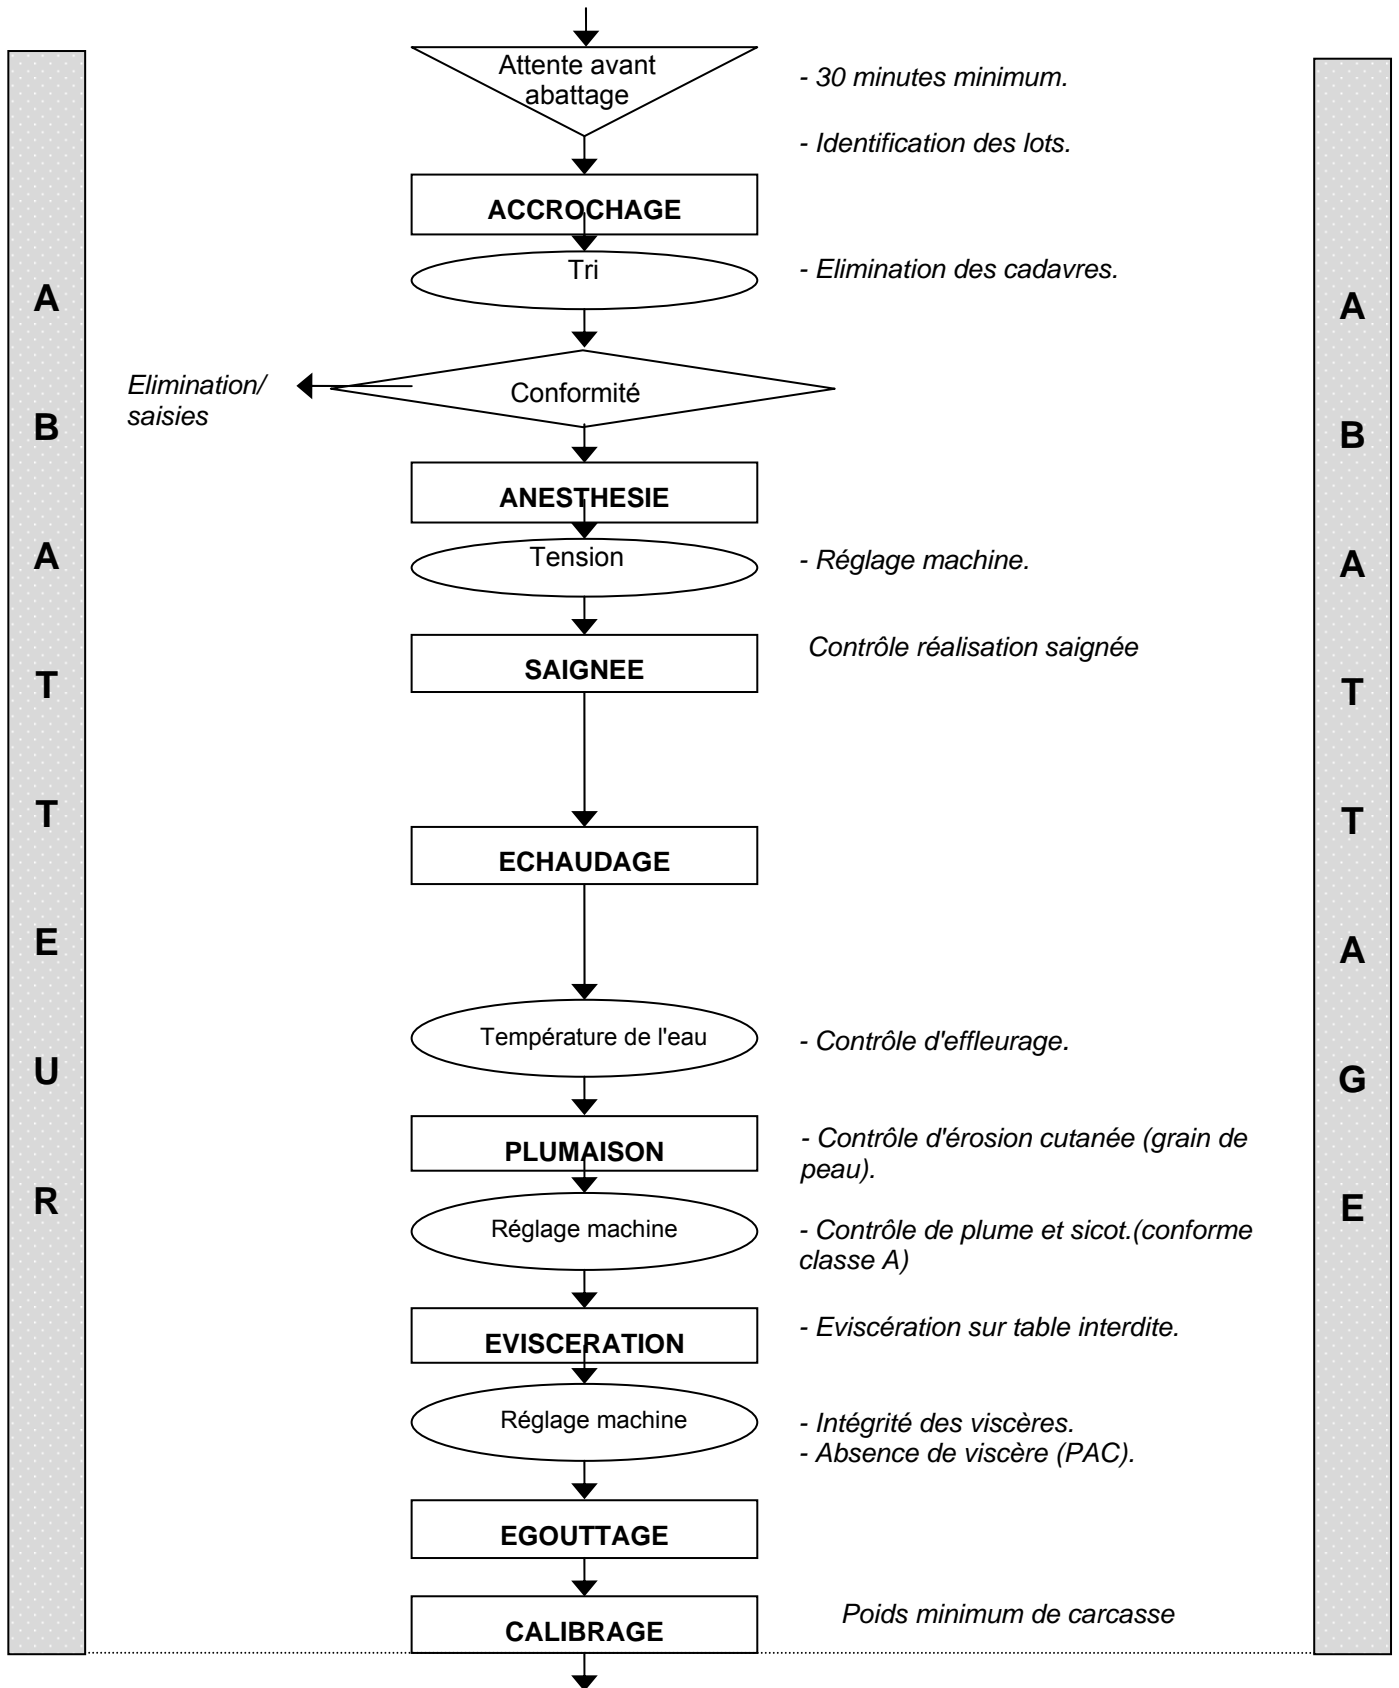 Attente avant
abattage
- 30 minutes minimum.
- Identification des lots.
ACCROCHAGE
Tri
- Elimination des cadavres.
Elimination/
saisies
Conformité
ANESTHESIE
Tension
- Réglage machine.
SAIGNEE
Contrôle réalisation saignée
ECHAUDAGE
Température de l'eau
- Contrôle d'effleurage.
PLUMAISON
- Contrôle d'érosion cutanée (grain de
peau).
Réglage machine
- Contrôle de plume et sicot.(conforme
classe A)
EVISCERATION
- Eviscération sur table interdite.
Réglage machine
- Intégrité des viscères.
- Absence de viscère (PAC).
EGOUTTAGE
CALIBRAGE
Poids minimum de carcasse
A
B
A
T
T
E
U
R
A
B
A
T
T
A
G
E